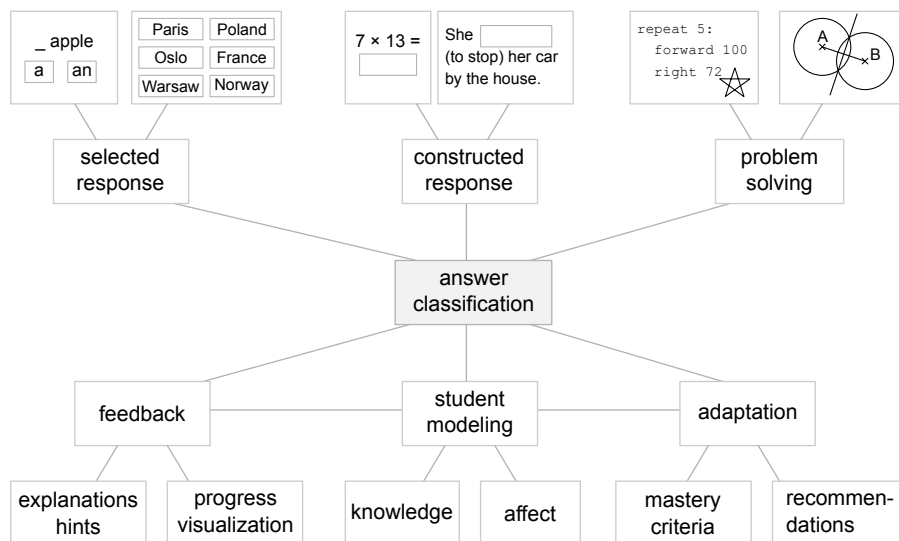 _ apple
a an
Paris Poland
Oslo France
Warsaw Norway
7 × 13 =
She
(to stop) her car
by the house.
repeat 5:
forward 100
right 72
A
B
selected
response
constructed
response
problem
solving
answer
classification
feedback
student
modeling
adaptation
explanations
hints
progress
visualization
knowledge
affect
mastery
criteria
recommen-
dations